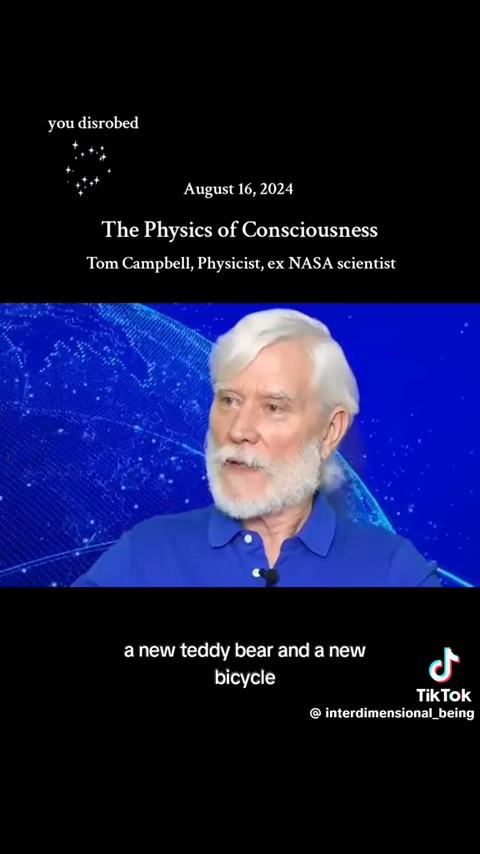 you disrobed
August 16, 2024
The Physics of Consciousness
Tom Campbell, Physicist, ex NASA scientist
a new teddy bear and a new
bicycle
TikTok
@ interdimensional_being